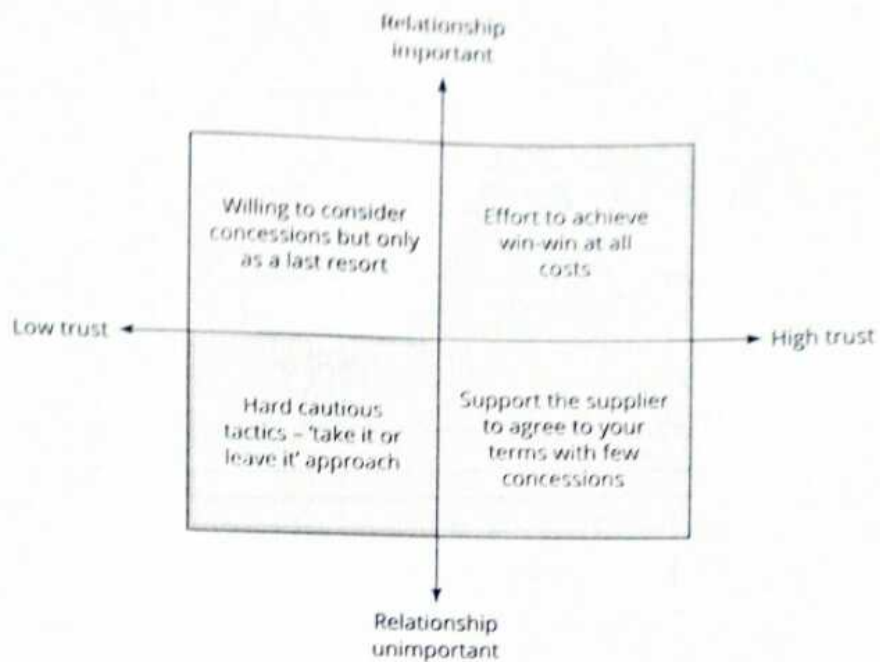 Relationship
important
Willing to consider
concessions but only
as a last resort
Effort to achieve
win-win at all
costs
Low trust
High trust
Hard cautious
tactics – 'take it or
leave it' approach
Support the supplier
to agree to your
terms with few
concessions
Relationship
unimportant